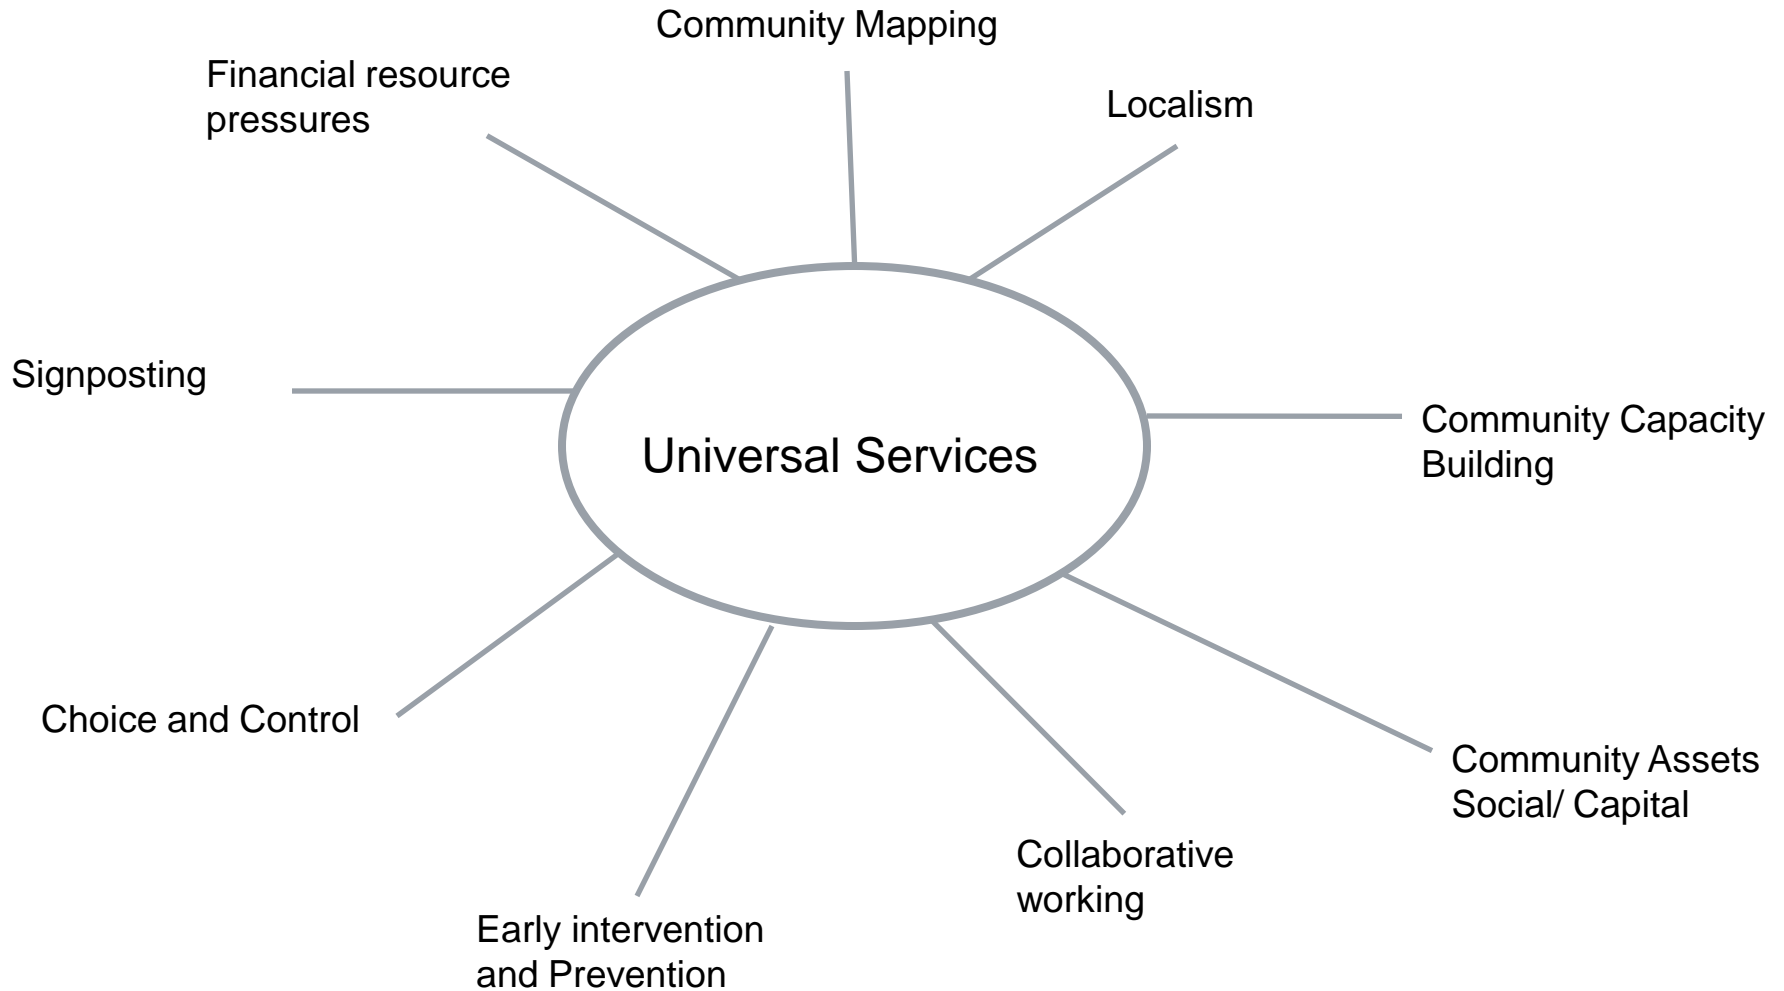 Community Mapping
Financial resource
pressures
Localism
Signposting
Universal Services
Community Capacity
Building
Choice and Control
Community Assets
Social/ Capital
Collaborative
working
Early intervention
and Prevention